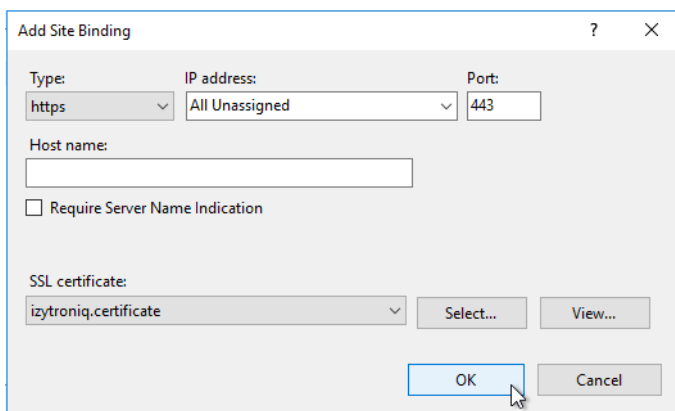 Add Site Binding ?
Type: IP address: Port:
https All Unassigned 443
Host name:
Require Server Name Indication
SSL certificate:
izytroniq.certificate Select... View...
OK Cancel